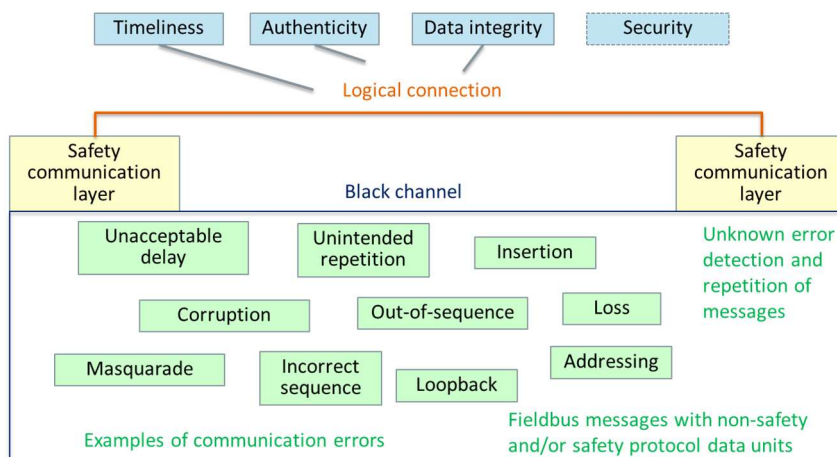 Timeliness
Authenticity
Data integrity
Security
Logical connection
Safety
communication
layer
Safety
communication
layer
Black channel
Unacceptable
delay
Unintended
repetition
Insertion
Unknown error
detection and
repetition of
messages
Corruption
Out-of-sequence
Loss
Masquarade
Incorrect
sequence
Loopback
Addressing
Examples of communication errors
Fieldbus messages with non-safety
and/or safety protocol data units